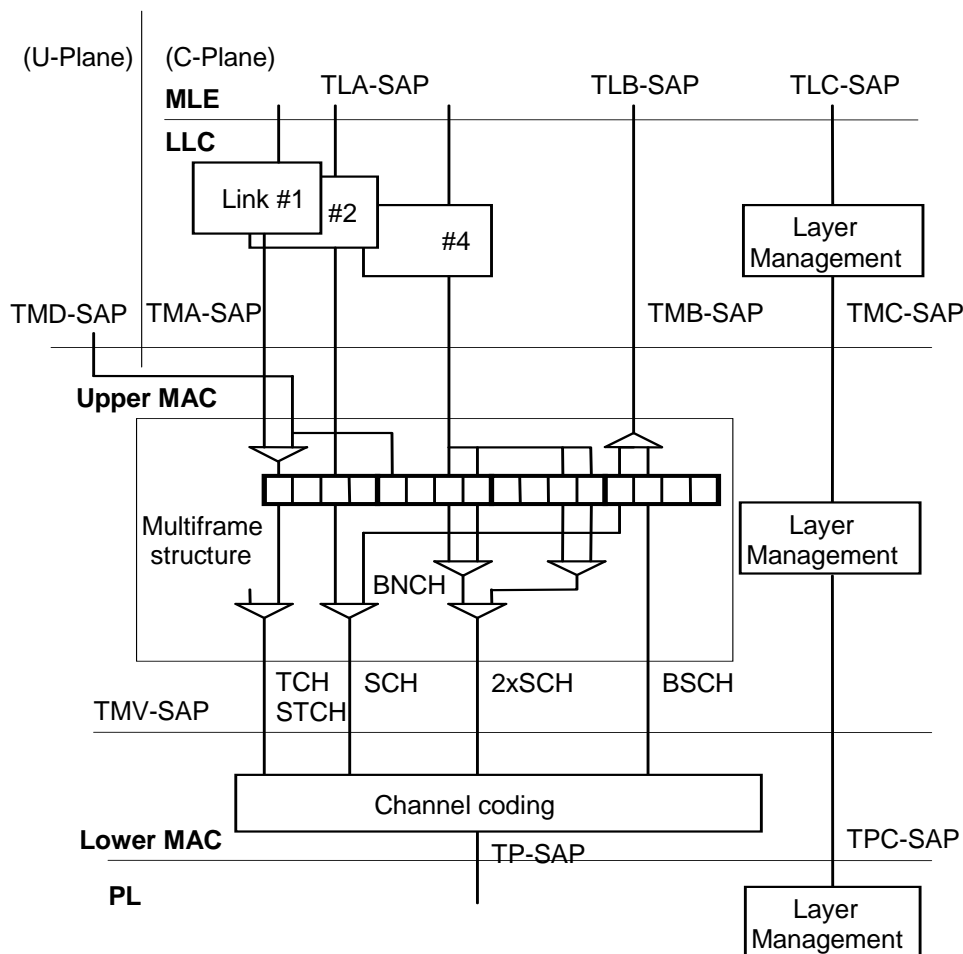 (U-Plane)
(C-Plane)
TLA-SAP
TLB-SAP
TLC-SAP
MLE
LLC
Link #1
#2
#4
Layer
Management
TMD-SAP
TMA-SAP
TMB-SAP
TMC-SAP
Upper MAC
Multiframe
structure
BNCH
Layer
Management
TCH
STCH
SCH
2xSCH
BSCH
TMV-SAP
Channel coding
Lower MAC
TP-SAP
TPC-SAP
PL
Layer
Management